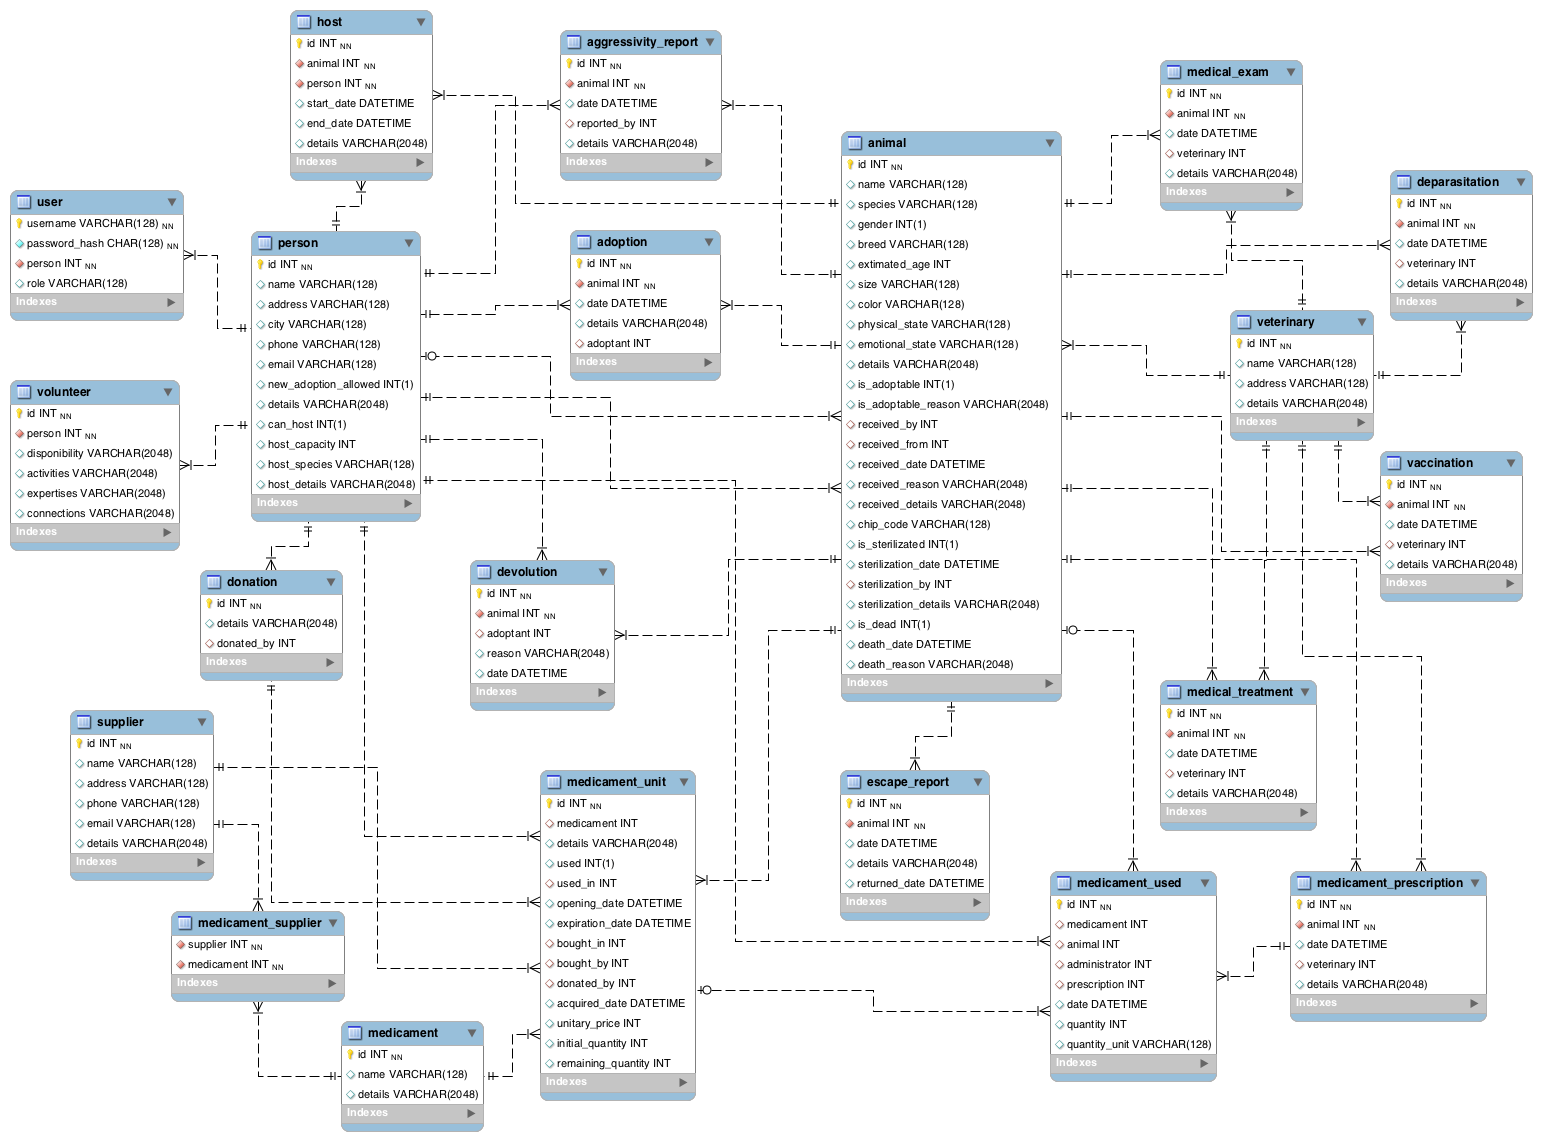 host
id INT NN
animal INT NN
person INT NN
start_date DATETIME
end_date DATETIME
details VARCHAR(2048)
Indexes
aggressivity_report
id INT NN
animal INT NN
date DATETIME
reported_by INT
details VARCHAR(2048)
Indexes
medical_exam
id INT NN
animal INT NN
date DATETIME
veterinary INT
details VARCHAR(2048)
Indexes
animal
id INT NN
name VARCHAR(128)
species VARCHAR(128)
gender INT(1)
breed VARCHAR(128)
extimated_age INT
size VARCHAR(128)
color VARCHAR(128)
physical_state VARCHAR(128)
emotional_state VARCHAR(128)
details VARCHAR(2048)
is_adoptable INT(1)
is_adoptable_reason VARCHAR(2048)
received_by INT
received_from INT
received_date DATETIME
received_reason VARCHAR(2048)
received_details VARCHAR(2048)
chip_code VARCHAR(128)
is_sterilizated INT(1)
sterilization_date DATETIME
sterilization_by INT
sterilization_details VARCHAR(2048)
is_dead INT(1)
death_date DATETIME
death_reason VARCHAR(2048)
Indexes
deparasitation
id INT NN
animal INT NN
date DATETIME
veterinary INT
details VARCHAR(2048)
Indexes
user
username VARCHAR(128) NN
password_hash CHAR(128) NN
person INT NN
role VARCHAR(128)
Indexes
person
id INT NN
name VARCHAR(128)
address VARCHAR(128)
city VARCHAR(128)
phone VARCHAR(128)
email VARCHAR(128)
new_adoption_allowed INT(1)
details VARCHAR(2048)
can_host INT(1)
host_capacity INT
host_species VARCHAR(128)
host_details VARCHAR(2048)
Indexes
adoption
id INT NN
animal INT NN
date DATETIME
details VARCHAR(2048)
adoptant INT
Indexes
veterinary
id INT NN
name VARCHAR(128)
address VARCHAR(128)
details VARCHAR(2048)
Indexes
volunteer
id INT NN
person INT NN
disponibility VARCHAR(2048)
activities VARCHAR(2048)
expertises VARCHAR(2048)
connections VARCHAR(2048)
Indexes
vaccination
id INT NN
animal INT NN
date DATETIME
veterinary INT
details VARCHAR(2048)
Indexes
donation
id INT NN
details VARCHAR(2048)
donated_by INT
Indexes
devolution
id INT NN
animal INT NN
adoptant INT
reason VARCHAR(2048)
date DATETIME
Indexes
medical_treatment
id INT NN
animal INT NN
date DATETIME
veterinary INT
details VARCHAR(2048)
Indexes
supplier
id INT NN
name VARCHAR(128)
address VARCHAR(128)
phone VARCHAR(128)
email VARCHAR(128)
details VARCHAR(2048)
Indexes
medicament_unit
id INT NN
medicament INT
details VARCHAR(2048)
used INT(1)
used_in INT
opening_date DATETIME
expiration_date DATETIME
bought_in INT
bought_by INT
donated_by INT
acquired_date DATETIME
unitary_price INT
initial_quantity INT
remaining_quantity INT
Indexes
escape_report
id INT NN
animal INT NN
date DATETIME
details VARCHAR(2048)
returned_date DATETIME
Indexes
medicament_used
id INT NN
medicament INT
animal INT
administrator INT
prescription INT
date DATETIME
quantity INT
quantity_unit VARCHAR(128)
Indexes
medicament_prescription
id INT NN
animal INT NN
date DATETIME
veterinary INT
details VARCHAR(2048)
Indexes
medicament_supplier
supplier INT NN
medicament INT NN
Indexes
medicament
id INT NN
name VARCHAR(128)
details VARCHAR(2048)
Indexes